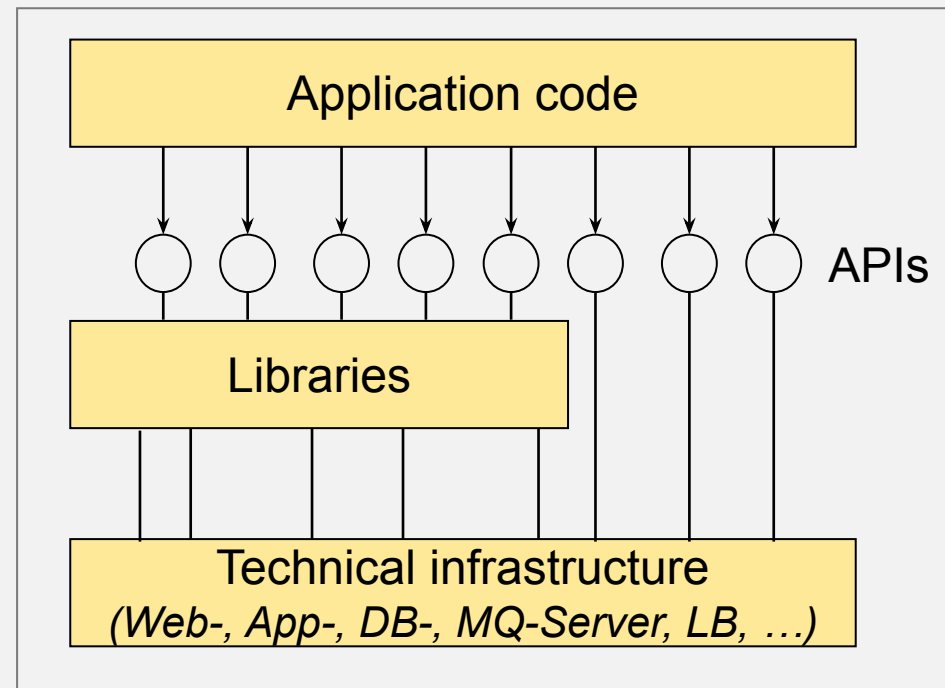 Application code
APIs
Libraries
Technical infrastructure
(Web-, App-, DB-, MQ-Server, LB, …)